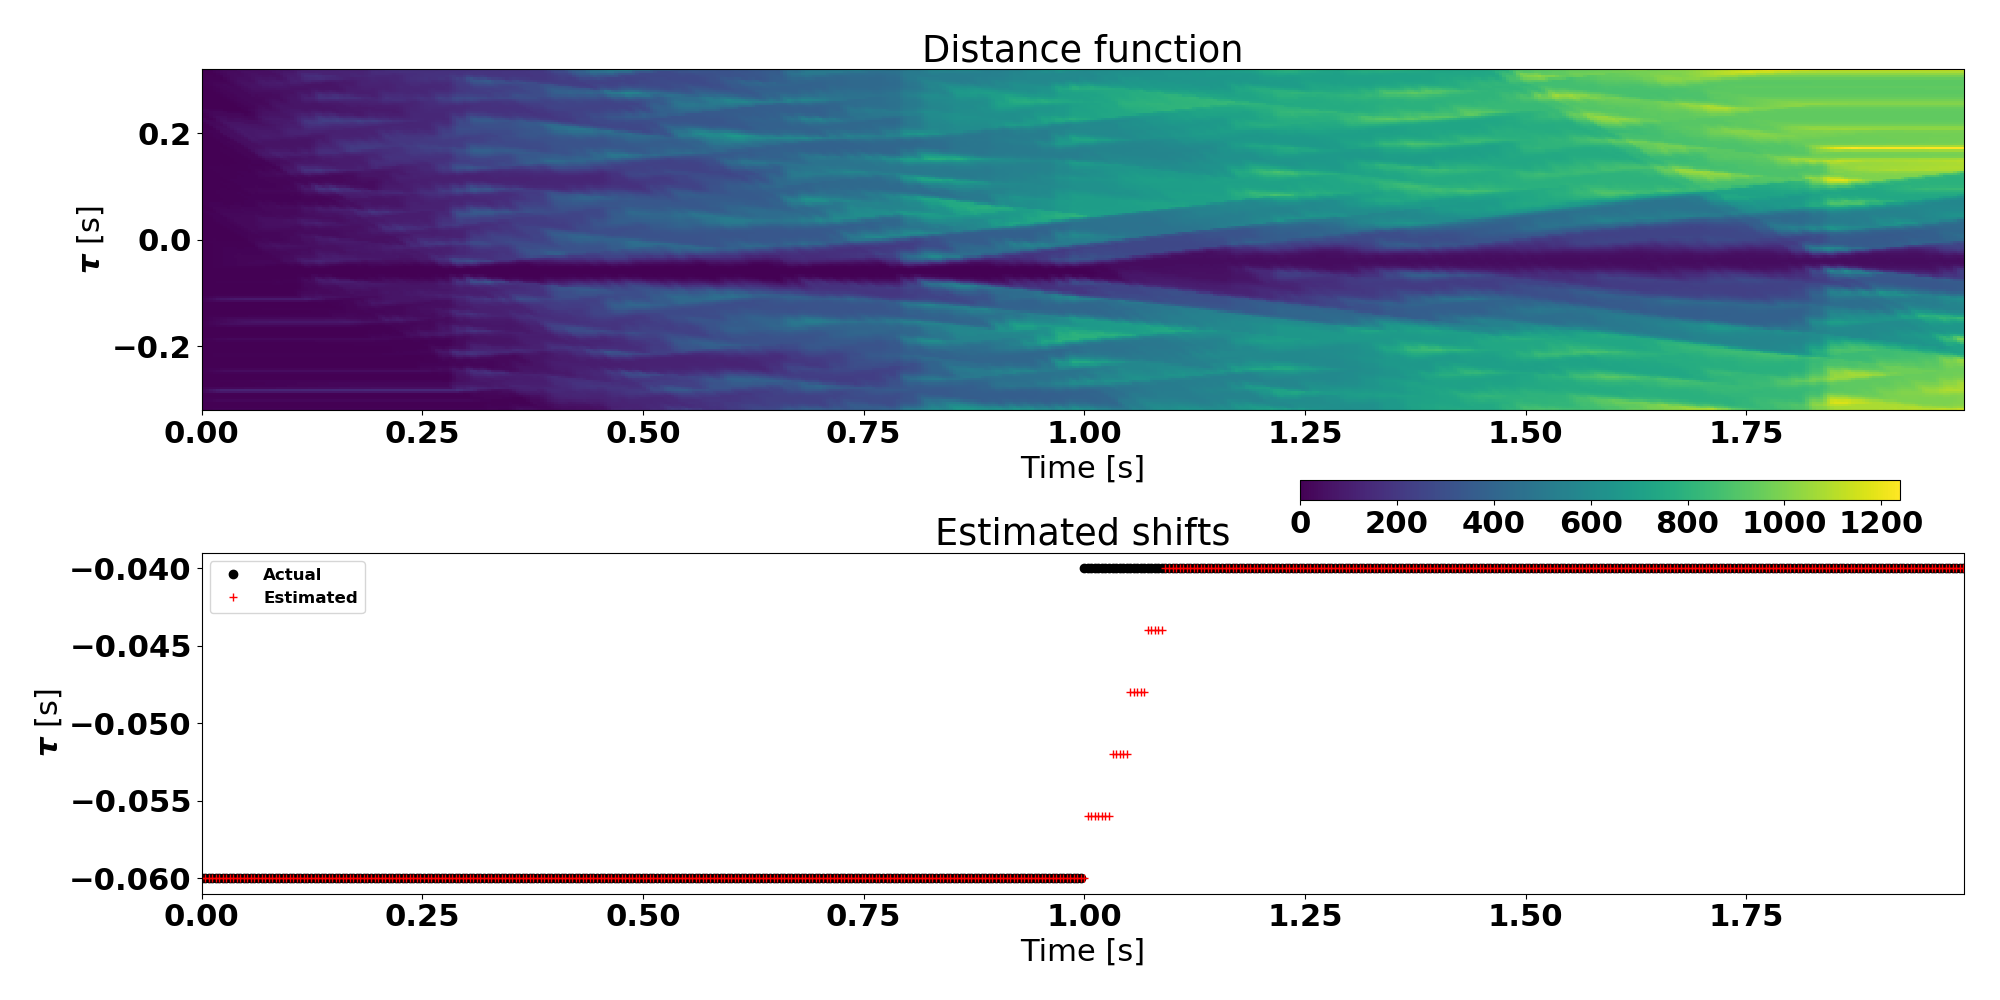 Distance function
0.2
0.0
−0.2
τ [s]
0.00 0.25 0.50 0.75 1.00 1.25 1.50 1.75
Time [s]
0 200 400 600 800 1000 1200
Estimated shifts
Actual
Estimated
−0.040
−0.045
−0.050
−0.055
−0.060
τ [s]
0.00 0.25 0.50 0.75 1.00 1.25 1.50 1.75
Time [s]